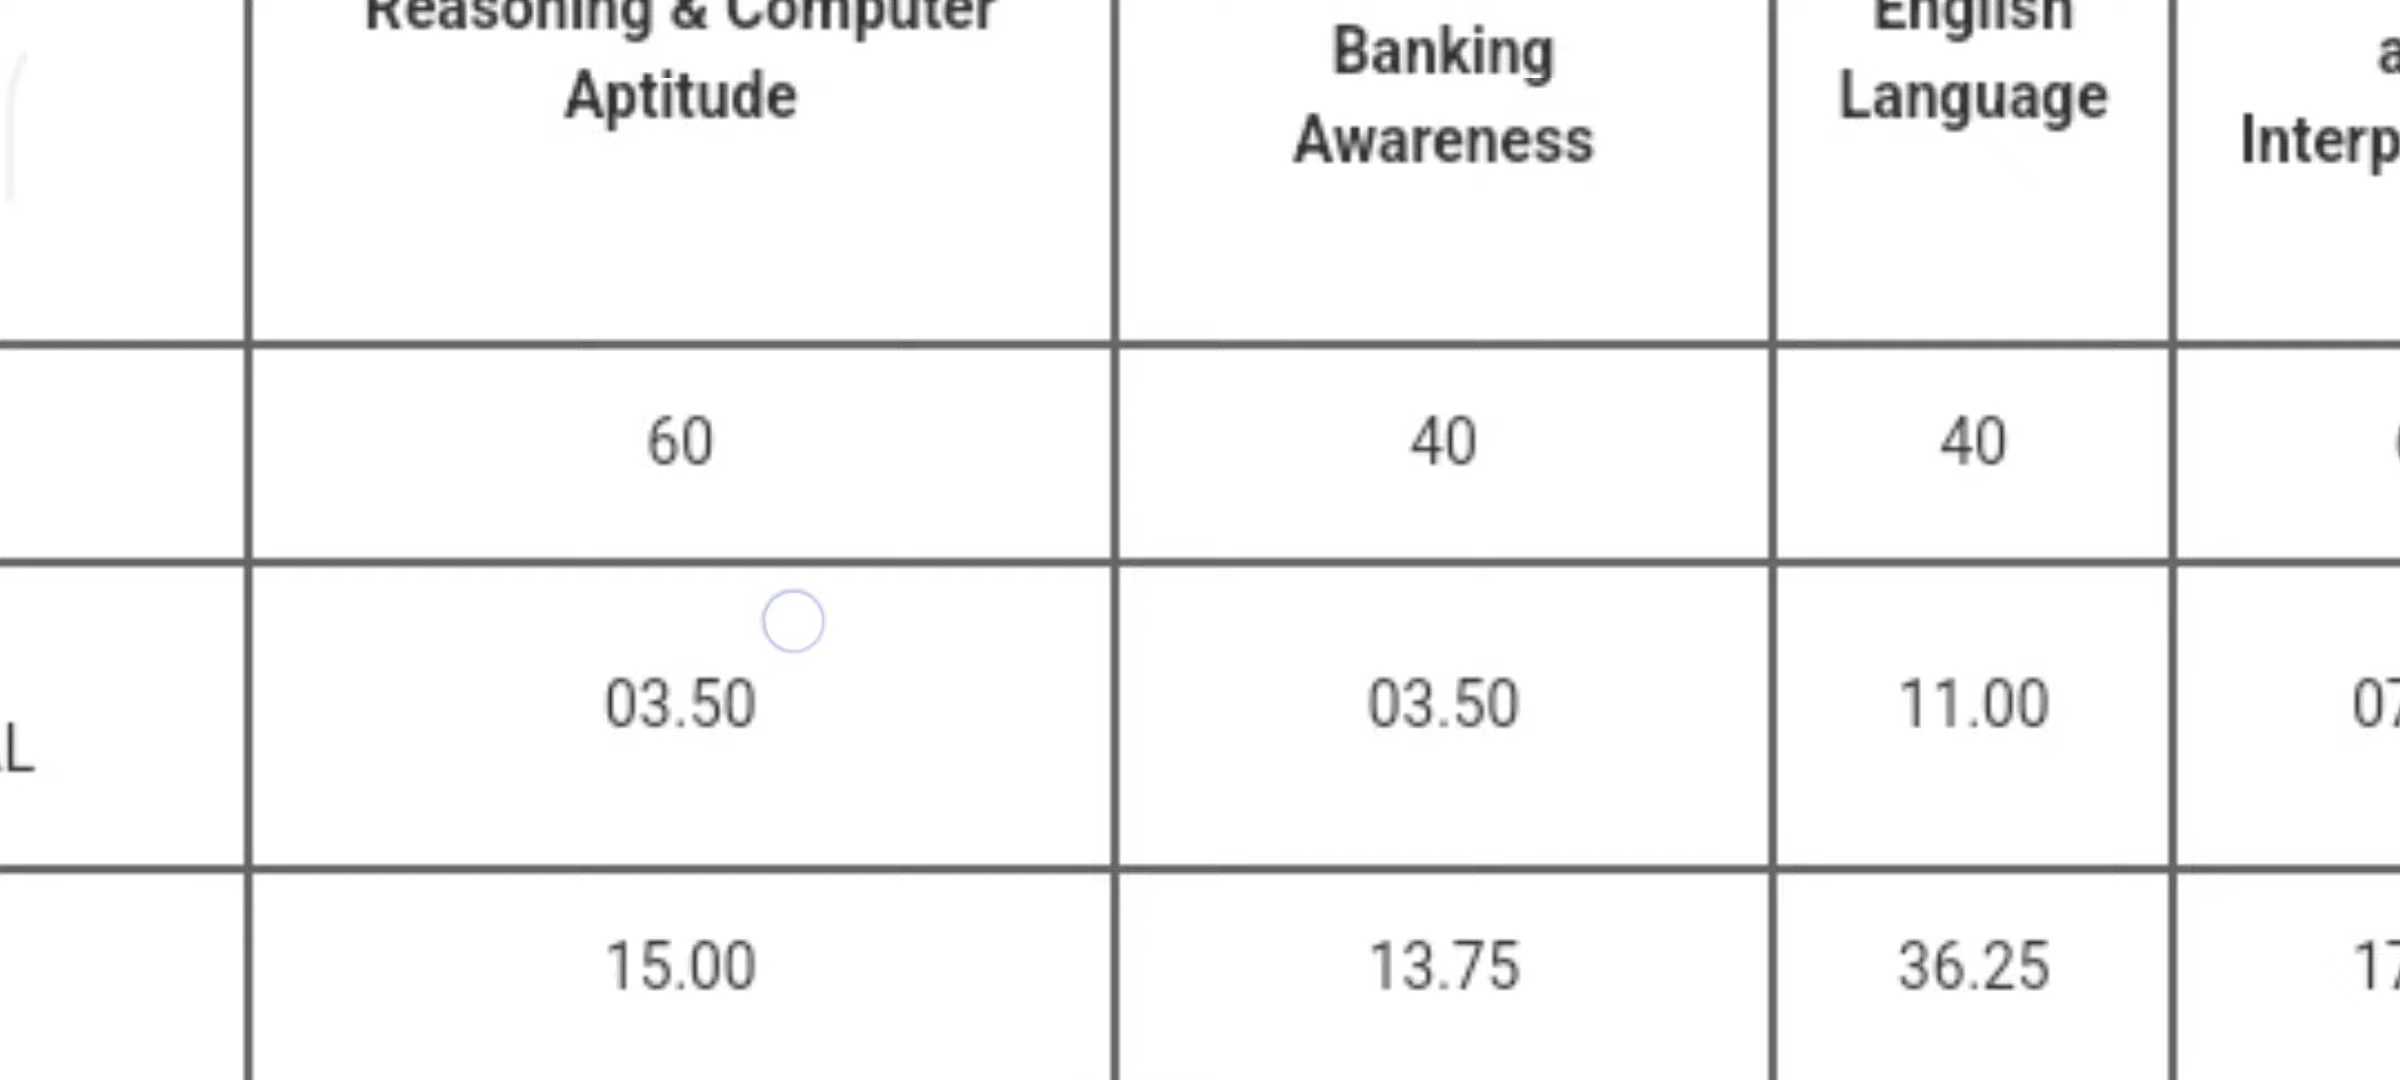 Reasoning & Computer
Aptitude
Banking
Awareness
English
Language
Interp
60
40
40
03.50
03.50
11.00
07
15.00
13.75
36.25
17